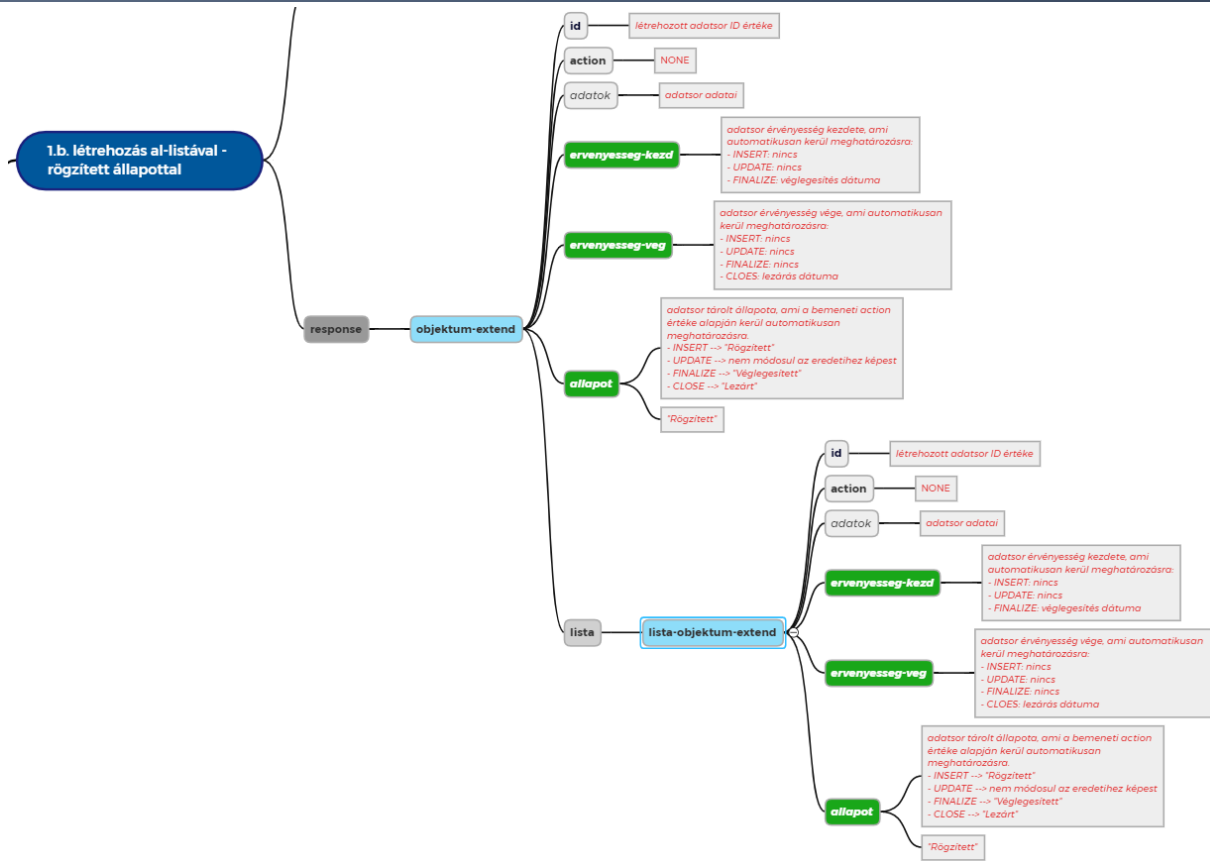 1.b. létrehozás al-listával -
rögzített állapottal
response
objektum-extend
id
létrehozott adatsor ID értéke
action
NONE
adatok
adatsor adatai
ervenyesseg-kezd
adatsor érvényesség kezdete, ami
automatikusan kerül meghatározásra:
- INSERT: nincs
- UPDATE: nincs
- FINALIZE: véglegesítés dátuma
ervenyesseg-veg
adatsor érvényesség vége, ami automatikusan
kerül meghatározásra:
- INSERT: nincs
- UPDATE: nincs
- FINALIZE: nincs
- CLOES: lezárás dátuma
allapot
adatsor tárolt állapota, ami a bemeneti action
értéke alapján kerül automatikusan
meghatározásra.
- INSERT --> "Rögzített"
- UPDATE --> nem módosul az eredetihez képest
- FINALIZE --> "Véglegesített"
- CLOSE --> "Lezárt"
"Rögzített"
lista
lista-objektum-extend
id
létrehozott adatsor ID értéke
action
NONE
adatok
adatsor adatai
ervenyesseg-kezd
adatsor érvényesség kezdete, ami
automatikusan kerül meghatározásra:
- INSERT: nincs
- UPDATE: nincs
- FINALIZE: véglegesítés dátuma
ervenyesseg-veg
adatsor érvényesség vége, ami automatikusan
kerül meghatározásra:
- INSERT: nincs
- UPDATE: nincs
- FINALIZE: nincs
- CLOES: lezárás dátuma
allapot
adatsor tárolt állapota, ami a bemeneti action
értéke alapján kerül automatikusan
meghatározásra.
- INSERT --> "Rögzített"
- UPDATE --> nem módosul az eredetihez képest
- FINALIZE --> "Véglegesített"
- CLOSE --> "Lezárt"
"Rögzített"